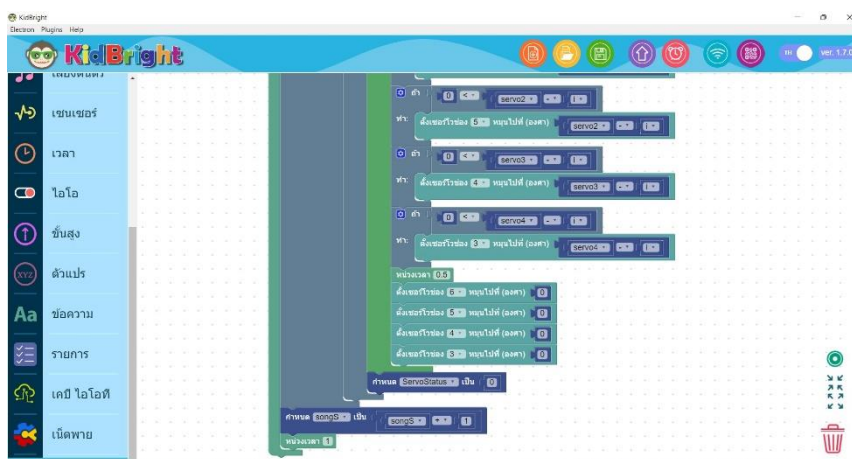 KidBright
Electron Plugins Help
KidBright
ver. 1.7.0
เซนเซอร์
เวลา
ไอโอ
ขั้นสูง
XYZ ตัวแปร
Aa ข้อความ
รายการ
เคบี ไอโอที
เน็ตพาย
ถ้า 0 < servo2 - i
ทำ: ตั้งเซอร์โวช่อง 5 หมุนไปที่ (องศา) servo2 - i
ถ้า 0 < servo3 - i
ทำ: ตั้งเซอร์โวช่อง 4 หมุนไปที่ (องศา) servo3 - i
ถ้า 0 < servo4 - i
ทำ: ตั้งเซอร์โวช่อง 3 หมุนไปที่ (องศา) servo4 - i
หน่วงเวลา 0.5
ตั้งเซอร์โวช่อง 6 หมุนไปที่ (องศา) 0
ตั้งเซอร์โวช่อง 5 หมุนไปที่ (องศา) 0
ตั้งเซอร์โวช่อง 4 หมุนไปที่ (องศา) 0
ตั้งเซอร์โวช่อง 3 หมุนไปที่ (องศา) 0
กำหนด ServoStatus เป็น 0
กำหนด songS เป็น songS + 1
หน่วงเวลา 1